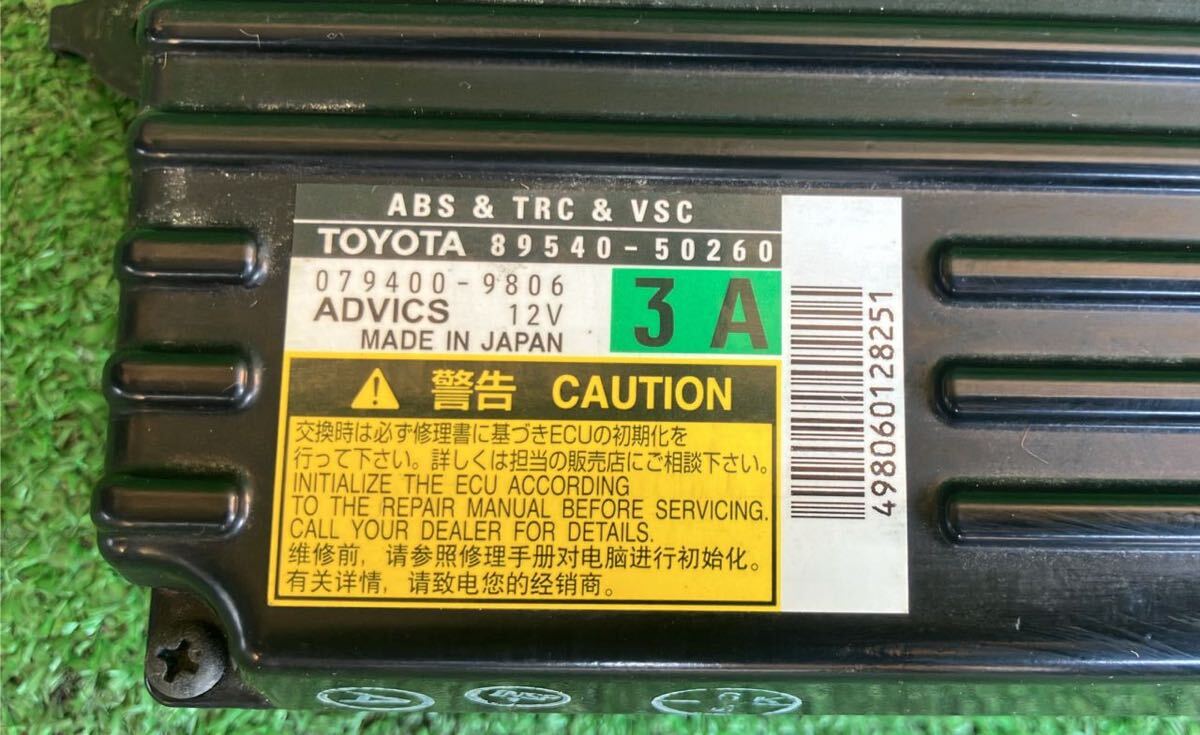 ABS & TRC & VSC
TOYOTA 89540-50260
079400-9806
ADVICS 12V
MADE IN JAPAN
3 A
警告 CAUTION
交換時は必ず修理書に基づきECUの初期化を
行って下さい。詳しくは担当の販売店にご相談下さい。
INITIALIZE THE ECU ACCORDING
TO THE REPAIR MANUAL BEFORE SERVICING.
CALL YOUR DEALER FOR DETAILS.
维修前，请参照修理手册对电脑进行初始化。
有关详情，请致电您的经销商。
4980601128251